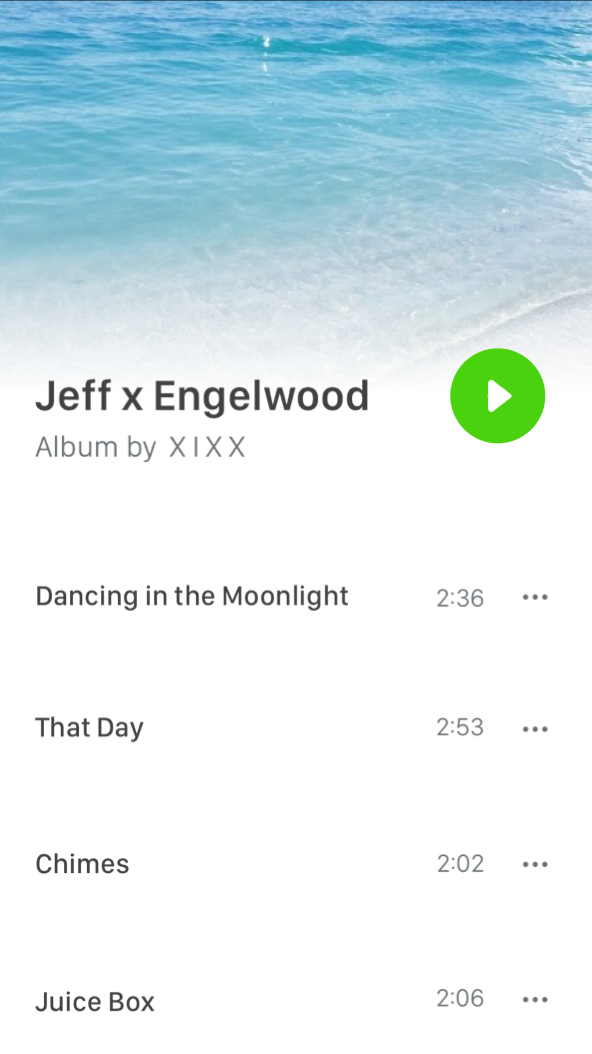 Jeff x Engelwood
Album by X I X X
Dancing in the Moonlight 2:36
That Day 2:53
Chimes 2:02
Juice Box 2:06